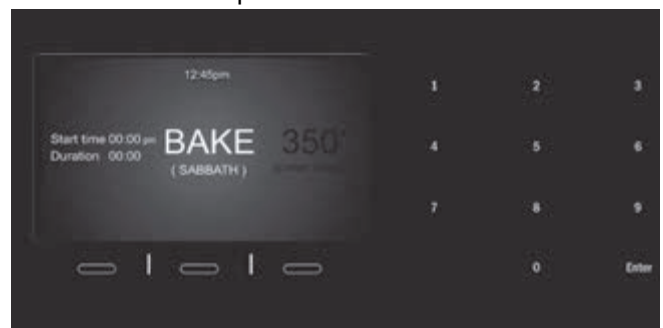 12:45pm
Start time 00:00 pm BAKE 350°
Duration 00:00
( SABBATH )
1 2 3
4 5 6
7 8 9
0 Enter